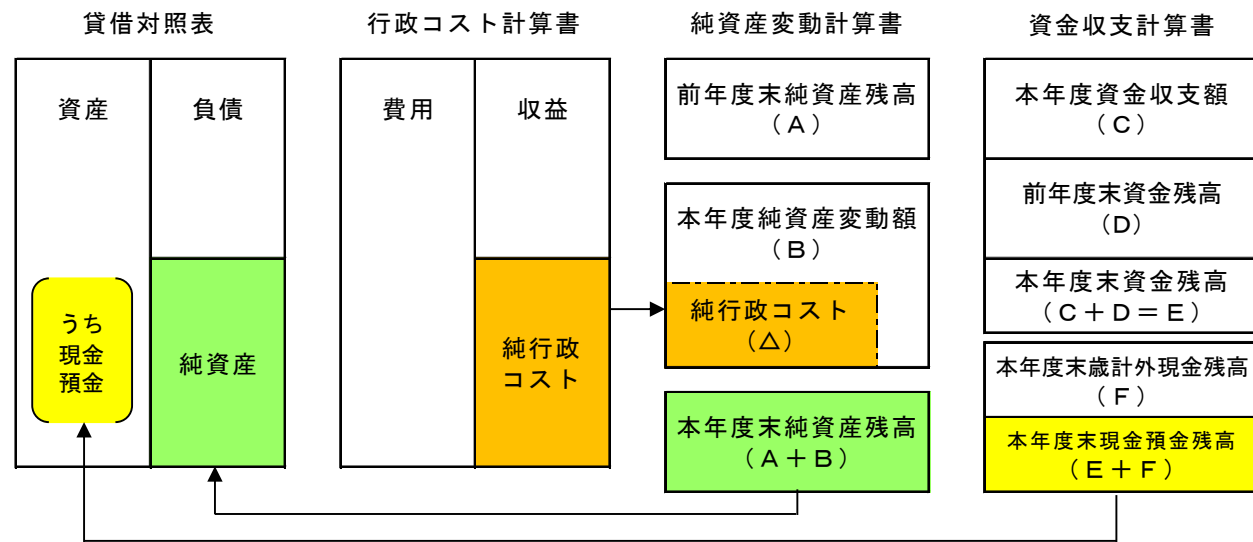 貸借対照表
資産
負債
うち
現金
預金
純資産
行政コスト計算書
費用
収益
純行政
コスト
純資産変動計算書
前年度末純資産残高
（Ａ）
本年度純資産変動額
（Ｂ）
純行政コスト
（△）
本年度末純資産残高
（Ａ＋Ｂ）
資金収支計算書
本年度資金収支額
（Ｃ）
前年度末資金残高
（Ｄ）
本年度末資金残高
（Ｃ＋Ｄ＝Ｅ）
本年度末歳計外現金残高
（Ｆ）
本年度末現金預金残高
（Ｅ＋Ｆ）